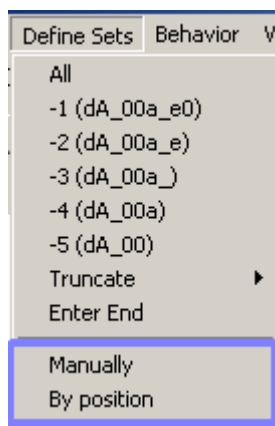 Define Sets Behavior
All
-1 (dA_00a_e0)
-2 (dA_00a_e)
-3 (dA_00a_)
-4 (dA_00a)
-5 (dA_00)
Truncate
Enter End
Manually
By position